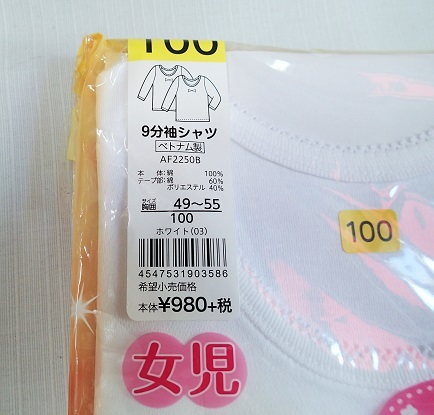 100
9分袖シャツ
ベトナム製
AF2250B
本 体:綿 100%
テープ部:綿 60%
ポリエステル 40%
サイズ
胸囲 49〜55
100
ホワイト(03)
4547531903586
希望小売価格
本体¥980+税
100
女児